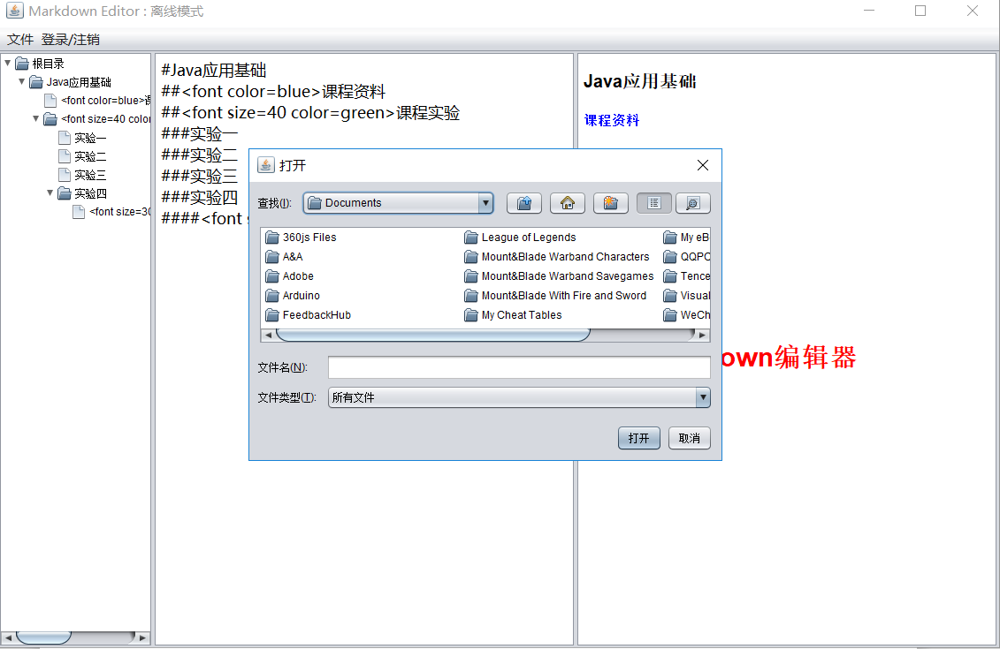 Markdown Editor : 离线模式
文件 登录/注销
根目录
Java应用基础
<font color=blue>课
<font size=40 color
实验一
实验二
实验三
实验四
<font size=30
#Java应用基础
##<font color=blue>课程资料
##<font size=40 color=green>课程实验
###实验一
###实验二
###实验三
###实验四
####<font s
Java应用基础
课程资料
own编辑器
打开
查找(I): Documents
360js Files
A&A
Adobe
Arduino
FeedbackHub
League of Legends
Mount&Blade Warband Characters
Mount&Blade Warband Savegames
Mount&Blade With Fire and Sword
My Cheat Tables
My eB
QQPC
Tence
Visual
WeCh
文件名(N):
文件类型(T): 所有文件
打开 取消